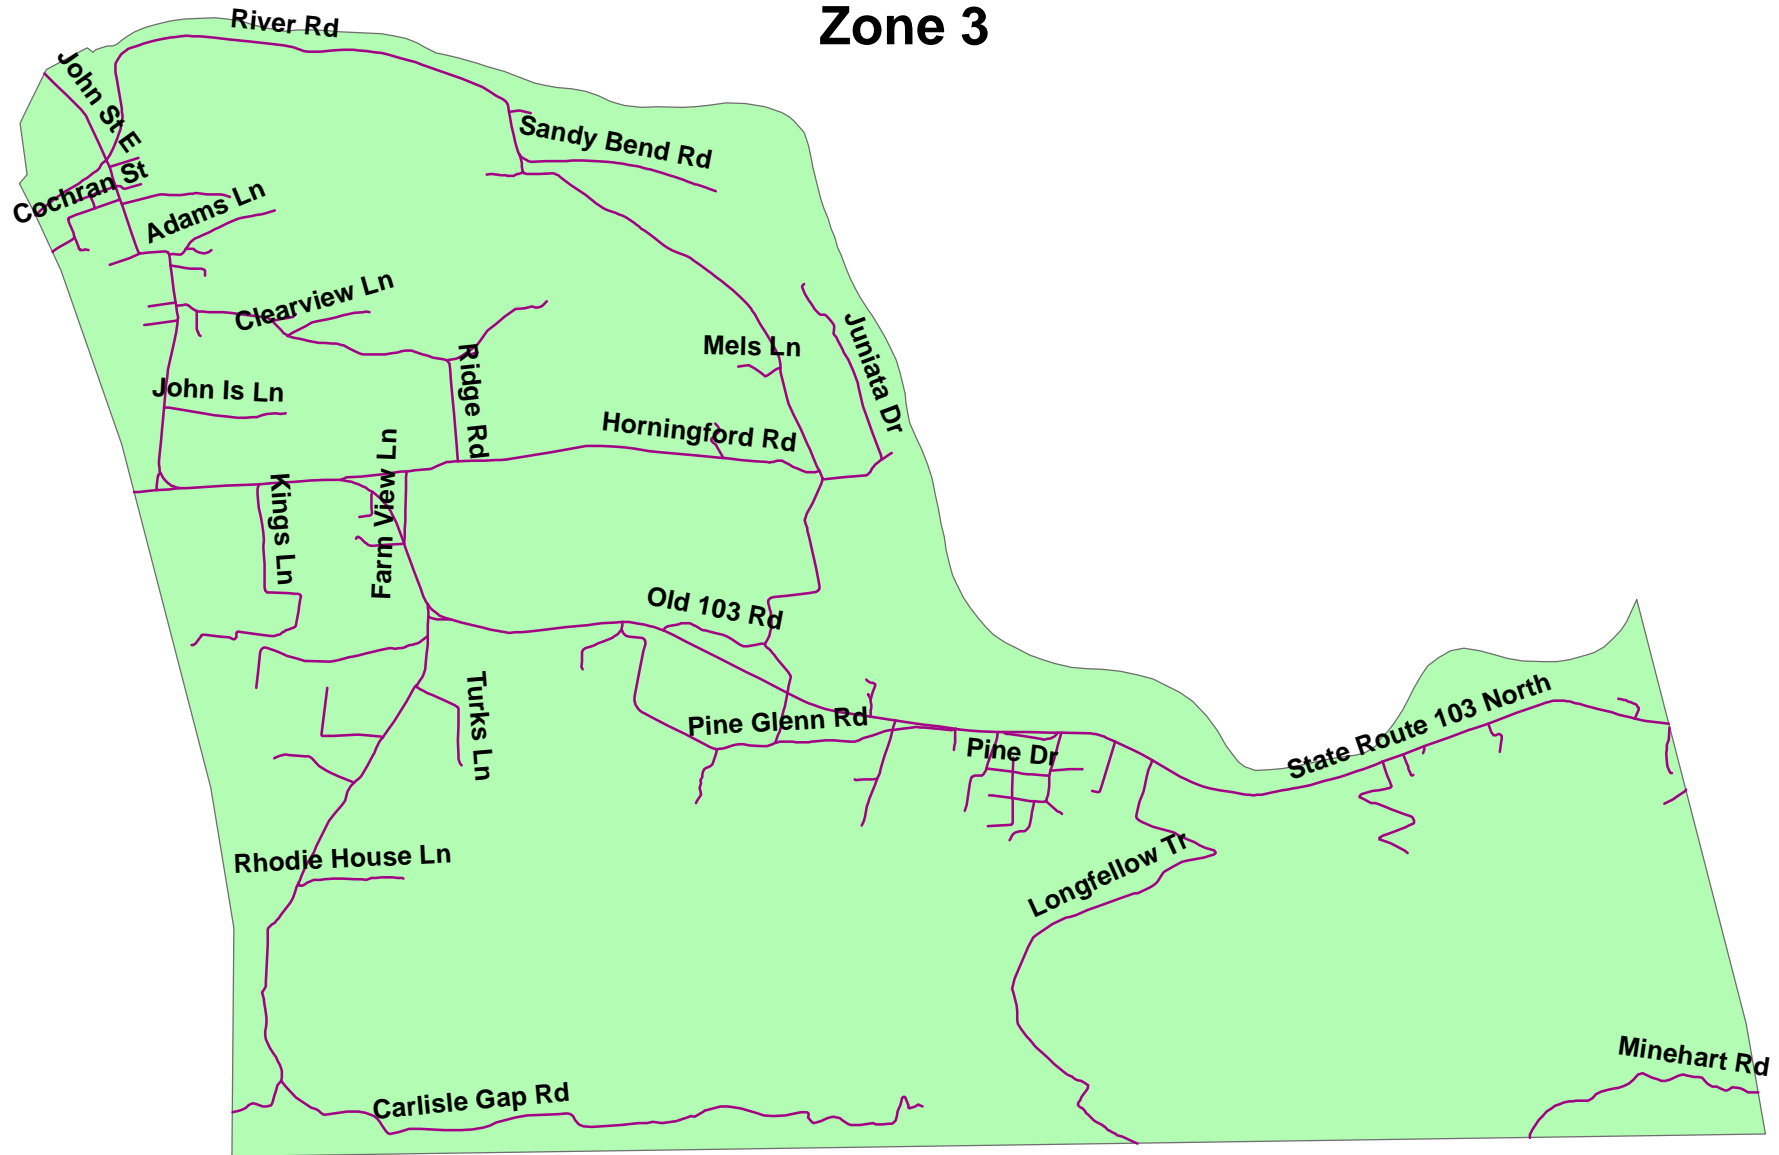 Zone 3
River Rd
John St E
Sandy Bend Rd
Cochran St
Adams Ln
Clearview Ln
Juniata Dr
Mels Ln
Ridge Rd
John Is Ln
Horningford Rd
Farm View Ln
Kings Ln
Old 103 Rd
Turks Ln
Pine Glenn Rd
Pine Dr
State Route 103 North
Rhodie House Ln
Longfellow Tr
Minehart Rd
Carlisle Gap Rd